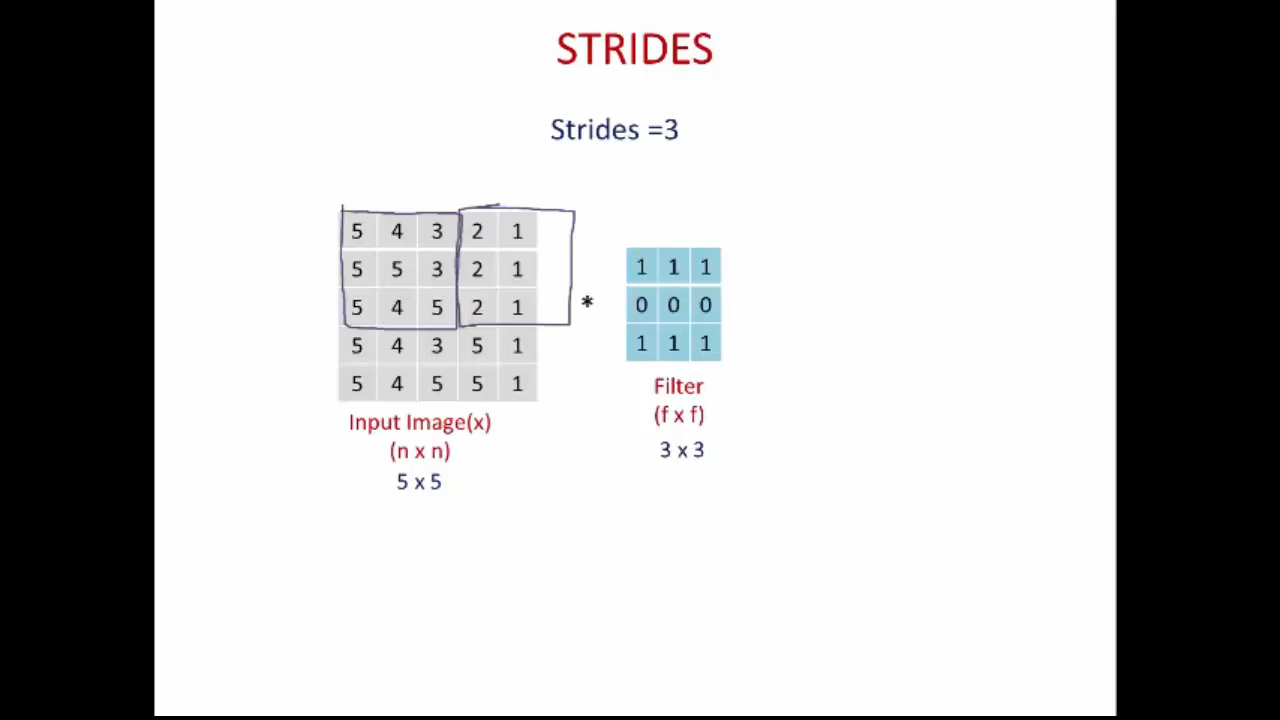 STRIDES
Strides =3
5 4 3 2 1
5 5 3 2 1
5 4 5 2 1
5 4 3 5 1
5 4 5 5 1
*
1 1 1
0 0 0
1 1 1
Input Image(x)
(n x n)
5 x 5
Filter
(f x f)
3 x 3